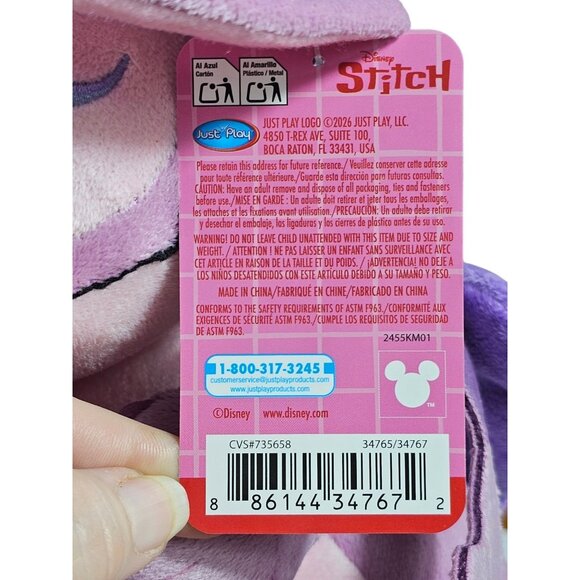 Al Azul
Cartón
Al Amarillo
Plástico / Metal
Disney
Stitch
Just Play
JUST PLAY LOGO ©2026 JUST PLAY, LLC.
4850 T-REX AVE, SUITE 100,
BOCA RATON, FL 33431, USA
Please retain this address for future reference./ Veuillez conserver cette adresse
pour toute référence ultérieure./Guarde esta dirección para futuras consultas.
CAUTION: Have an adult remove and dispose of all packaging, ties and fasteners
before use./MISE EN GARDE : Un adulte doit retirer et jeter tous les emballages,
les attaches et les fixations avant utilisation./PRECAUCIÓN: Un adulto debe retirar
y desechar el embalaje, las ligaduras y los cierres de plástico antes de su uso.
WARNING! DO NOT LEAVE CHILD UNATTENDED WITH THIS ITEM DUE TO SIZE AND
WEIGHT. / ATTENTION ! NE PAS LAISSER UN ENFANT SANS SURVEILLANCE AVEC
CET ARTICLE EN RAISON DE LA TAILLE ET DU POIDS. / ¡ADVERTENCIA! NO DEJE A
LOS NIÑOS DESATENDIDOS CON ESTE ARTÍCULO DEBIDO A SU TAMAÑO Y PESO.
MADE IN CHINA/FABRIQUÉ EN CHINE/ FABRICADO EN CHINA
CONFORMS TO THE SAFETY REQUIREMENTS OF ASTM F963./CONFORMITÉ AUX
EXIGENCES DE SÉCURITÉ ASTM F963./CUMPLE LOS REQUISITOS DE SEGURIDAD
DE ASTM F963.
2455KM01
1-800-317-3245
customerservice@justplayproducts.com
www.justplayproducts.com
TM
©Disney www.disney.com
CVS#735658 34765/34767
8 86144 34767 2